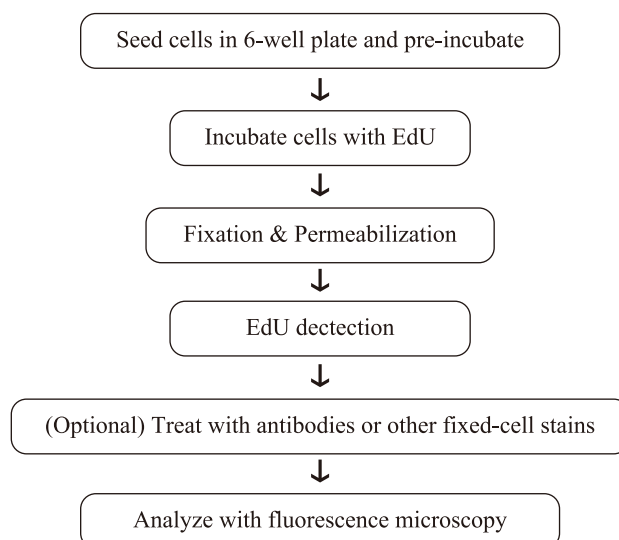 Seed cells in 6-well plate and pre-incubate
Incubate cells with EdU
Fixation & Permeabilization
EdU dectection
(Optional) Treat with antibodies or other fixed-cell stains
Analyze with fluorescence microscopy